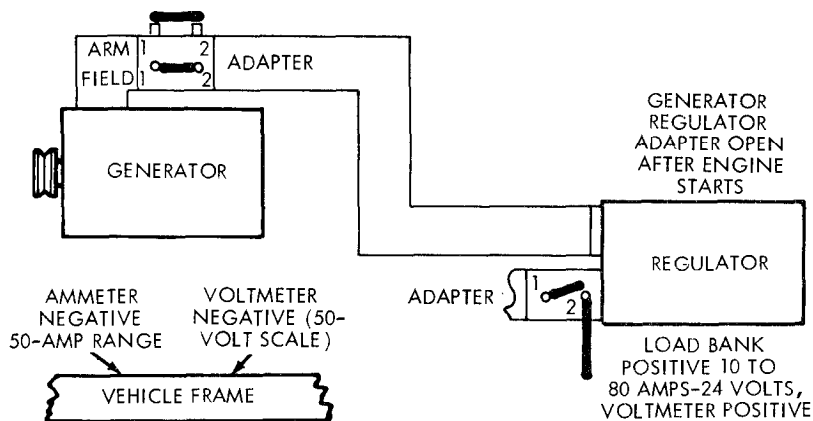 ARM
1 2
FIELD
1 2
ADAPTER
GENERATOR
GENERATOR
REGULATOR
ADAPTER OPEN
AFTER ENGINE
STARTS
REGULATOR
ADAPTER
1
2
AMMETER
NEGATIVE
50-AMP RANGE
VOLTMETER
NEGATIVE (50-
VOLT SCALE)
VEHICLE FRAME
LOAD BANK
POSITIVE 10 TO
80 AMPS-24 VOLTS,
VOLTMETER POSITIVE